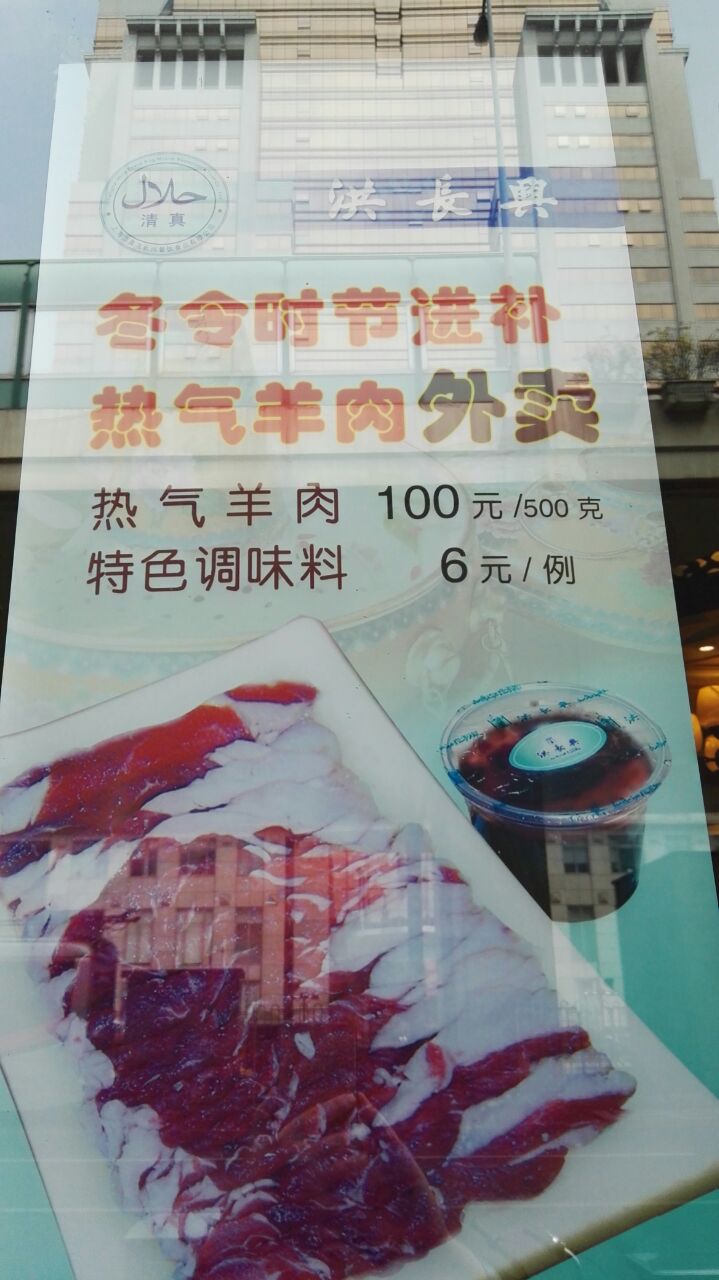 حلال
清真
洪長興
冬令时节进补
热气羊肉外卖
热气羊肉 100元/500克
特色调味料 6元/例
洪長興